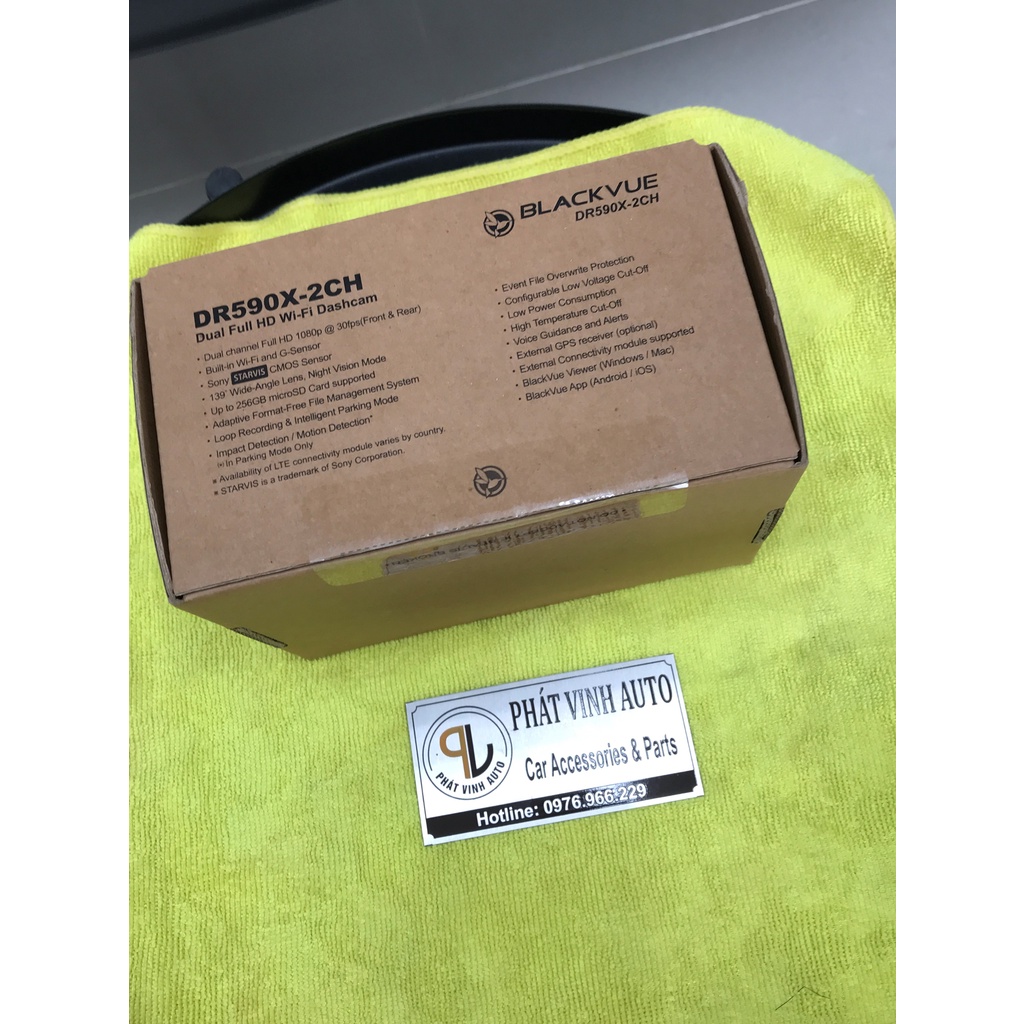 BLACKVUE
DR590X-2CH
DR590X-2CH
Dual Full HD Wi-Fi Dashcam
• Dual channel Full HD 1080p @ 30fps(Front & Rear)
• Built-in Wi-Fi and G-Sensor
• Sony STARVIS CMOS Sensor
• 139° Wide-Angle Lens, Night Vision Mode
• Up to 256GB microSD Card supported
• Adaptive Format-Free File Management System
• Loop Recording & Intelligent Parking Mode
• Impact Detection / Motion Detection*
(*) In Parking Mode Only
※ Availability of LTE connectivity module varies by country.
※ STARVIS is a trademark of Sony Corporation.
• Event File Overwrite Protection
• Configurable Low Voltage Cut-Off
• Low Power Consumption
• High Temperature Cut-Off
• Voice Guidance and Alerts
• External GPS receiver (optional)
• External Connectivity module supported
• BlackVue Viewer (Windows / Mac)
• BlackVue App (Android / iOS)
PHÁT VINH AUTO
Car Accessories & Parts
PHÁT VINH AUTO
Hotline: 0976.966.229